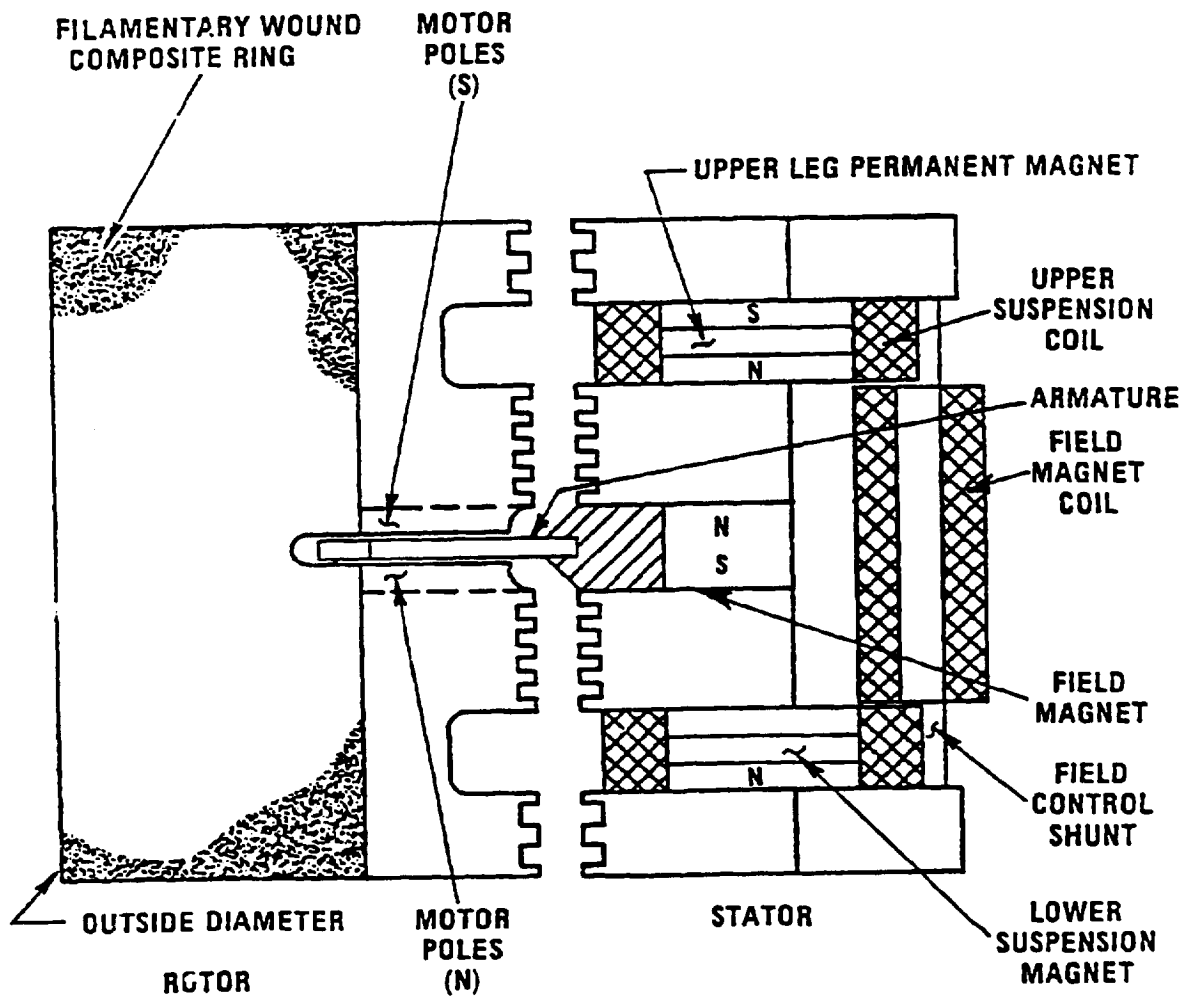 FILAMENTARY WOUND
COMPOSITE RING
MOTOR
POLES
(S)
UPPER LEG PERMANENT MAGNET
UPPER
SUSPENSION
COIL
S
N
ARMATURE
FIELD
MAGNET
COIL
N
S
FIELD
MAGNET
N
FIELD
CONTROL
SHUNT
OUTSIDE DIAMETER
MOTOR
POLES
(N)
STATOR
LOWER
SUSPENSION
MAGNET
ROTOR